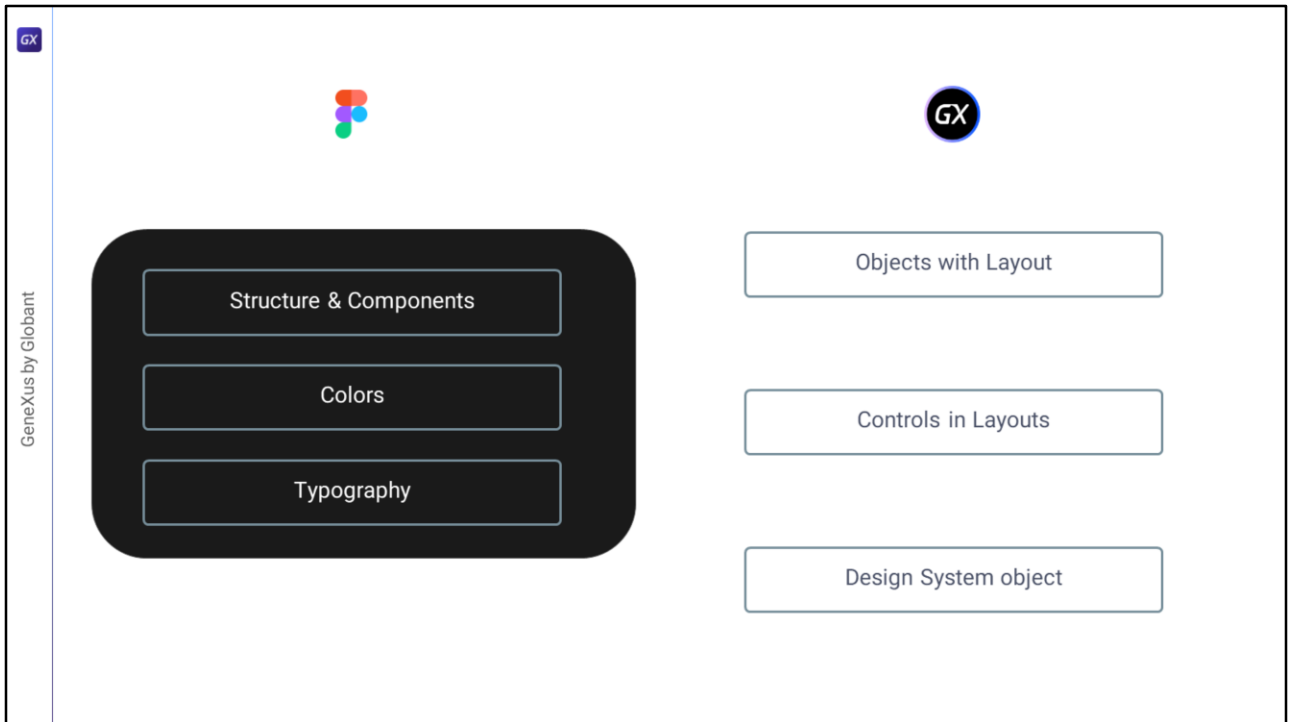 GX
GeneXus by Globant
Structure & Components
Colors
Typography
GX
Objects with Layout
Controls in Layouts
Design System object